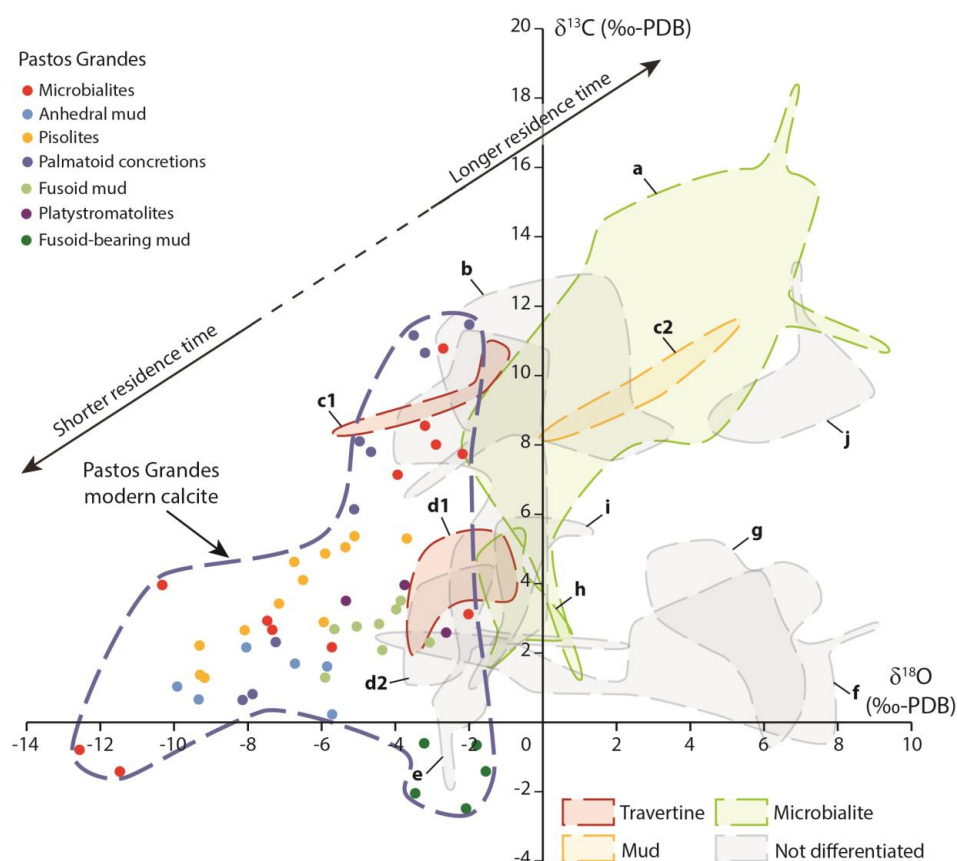 Pastos Grandes
Microbialites
Anhedral mud
Pisolites
Palmatoid concretions
Fusoid mud
Platystromatolites
Fusoid-bearing mud
δ¹³C (‰-PDB)
20
18
16
14
12
10
8
6
4
2
0
-2
-4
Longer residence time
Shorter residence time
Pastos Grandes
modern calcite
a
b
c2
c1
j
d1
i
g
h
d2
e
f
δ¹⁸O
(‰-PDB)
-14
-12
-10
-8
-6
-4
-2
2
4
6
8
10
Travertine
Microbialite
Mud
Not differentiated